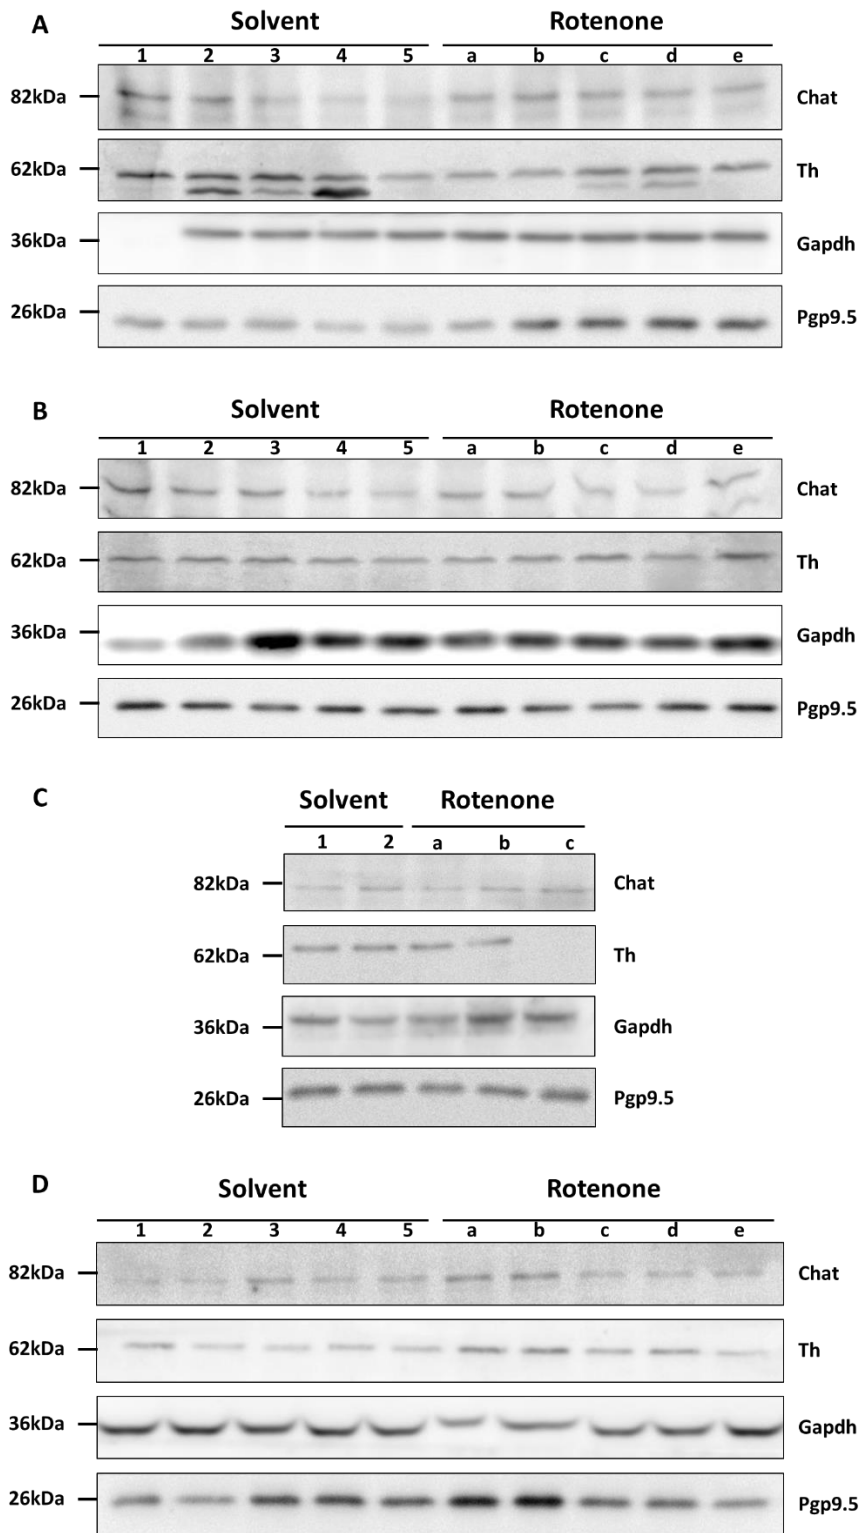 A
Solvent Rotenone
1 2 3 4 5 a b c d e
82kDa Chat
62kDa Th
36kDa Gapdh
26kDa Pgp9.5
B
Solvent Rotenone
1 2 3 4 5 a b c d e
82kDa Chat
62kDa Th
36kDa Gapdh
26kDa Pgp9.5
C
Solvent Rotenone
1 2 a b c
82kDa Chat
62kDa Th
36kDa Gapdh
26kDa Pgp9.5
D
Solvent Rotenone
1 2 3 4 5 a b c d e
82kDa Chat
62kDa Th
36kDa Gapdh
26kDa Pgp9.5